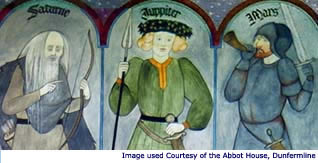 Saturne
Juppiter
Mars
Image used Courtesy of the Abbot House, Dunfermline